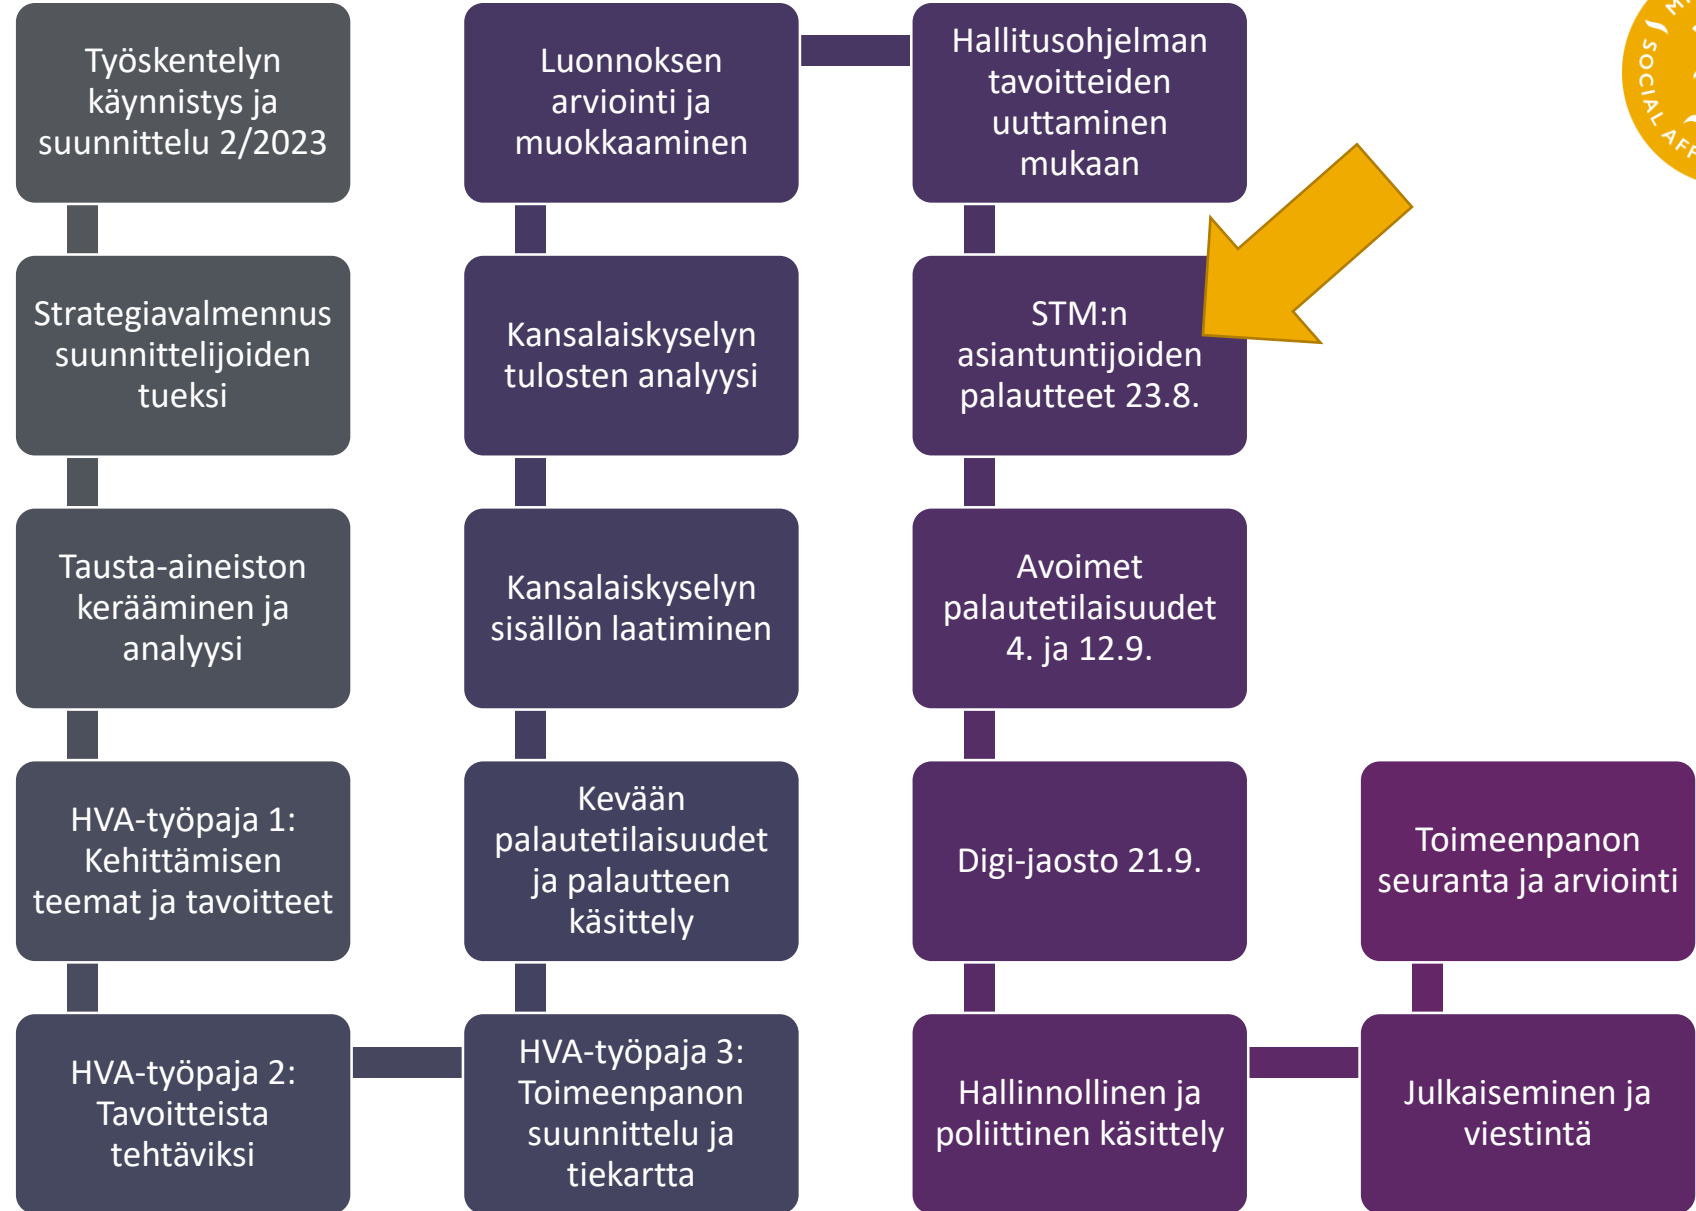 Työskentelyn
käynnistys ja
suunnittelu 2/2023
Strategiavalmennus
suunnittelijoiden
tueksi
Tausta-aineiston
kerääminen ja
analyysi
HVA-työpaja 1:
Kehittämisen
teemat ja tavoitteet
HVA-työpaja 2:
Tavoitteista
tehtäviksi
HVA-työpaja 3:
Toimeenpanon
suunnittelu ja
tiekartta
Kevään
palautetilaisuudet
ja palautteen
käsittely
Kansalaiskyselyn
sisällön laatiminen
Kansalaiskyselyn
tulosten analyysi
Luonnoksen
arviointi ja
muokkaaminen
Hallitusohjelman
tavoitteiden
uuttaminen
mukaan
STM:n
asiantuntijoiden
palautteet 23.8.
Avoimet
palautetilaisuudet
4. ja 12.9.
Digi-jaosto 21.9.
Hallinnollinen ja
poliittinen käsittely
Julkaiseminen ja
viestintä
Toimeenpanon
seuranta ja arviointi
SOCIAL